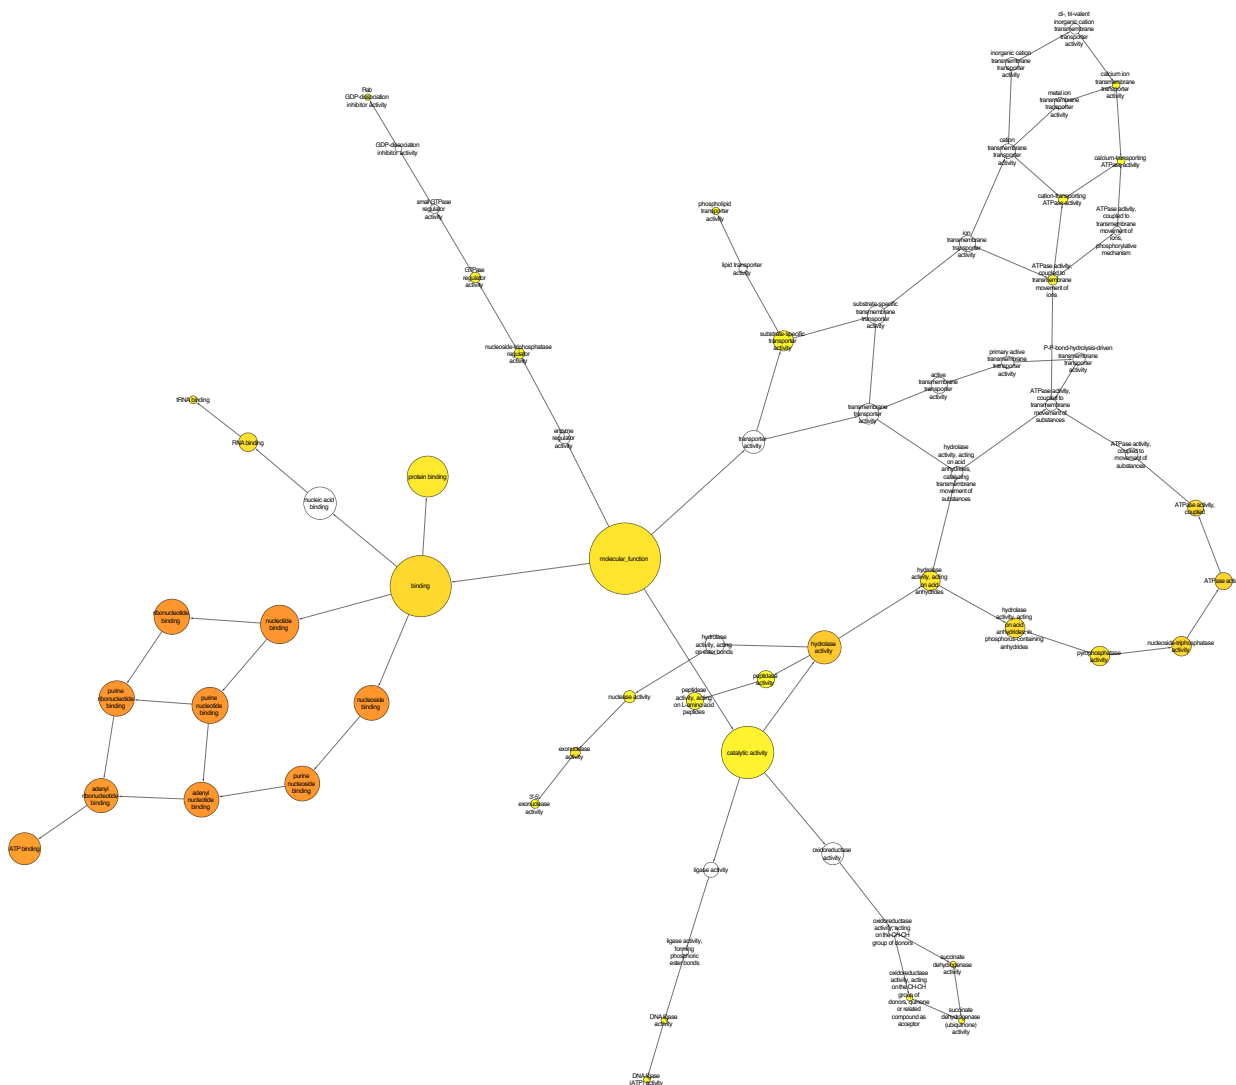 di-, tri-valent
inorganic cation
transmembrane
transporter
activity
inorganic cation
transmembrane
transporter
activity
calcium ion
transmembrane
transporter
activity
metal ion
transmembrane
transporter
activity
Rab
GDP-dissociation
inhibitor activity
GDP-dissociation
inhibitor activity
cation
transmembrane
transporter
activity
calcium-transporting
ATPase activity
cation-transporting
ATPase activity
small GTPase
regulator
activity
phospholipid
transporter
activity
ATPase activity,
coupled to
transmembrane
movement of
ions,
phosphorylative
mechanism
ion
transmembrane
transporter
activity
GTPase
regulator
activity
lipid transporter
activity
ATPase activity,
coupled to
transmembrane
movement of
ions
substrate-specific
transmembrane
transporter
activity
substrate-specific
transporter
activity
nucleoside-triphosphatase
regulator
activity
primary active
transmembrane
transporter
activity
P-P-bond-hydrolysis-driven
transmembrane
transporter
activity
active
transmembrane
transporter
activity
tRNA binding
ATPase activity,
coupled to
transmembrane
movement of
substances
transmembrane
transporter
activity
RNA binding
enzyme
regulator
activity
transporter
activity
hydrolase
activity, acting
on acid
anhydrides,
catalyzing
transmembrane
movement of
substances
ATPase activity,
coupled to
movement of
substances
protein binding
nucleic acid
binding
ATPase activity,
coupled
molecular_function
binding
hydrolase
activity, acting
on acid
anhydrides
ATPase acti
ribonucleotide
binding
nucleotide
binding
hydrolase
activity, acting
on acid
anhydrides, in
phosphorus-containing
anhydrides
hydrolase
activity, acting
on ester bonds
hydrolase
activity
nucleoside-triphosphatase
activity
pyrophosphatase
activity
peptidase
activity
purine
ribonucleotide
binding
purine
nucleotide
binding
nucleoside
binding
nuclease activity
peptidase
activity, acting
on L-amino acid
peptides
exonuclease
activity
catalytic activity
purine
nucleoside
binding
adenyl
ribonucleotide
binding
adenyl
nucleotide
binding
3'-5'
exonuclease
activity
ATP binding
oxidoreductase
activity
ligase activity
oxidoreductase
activity, acting
on the CH-CH
group of donors
ligase activity,
forming
phosphoric
ester bonds
succinate
dehydrogenase
activity
oxidoreductase
activity, acting
on the CH-CH
group of
donors, quinone
or related
compound as
acceptor
succinate
dehydrogenase
(ubiquinone)
activity
DNA ligase
activity
DNA ligase
(ATP) activity